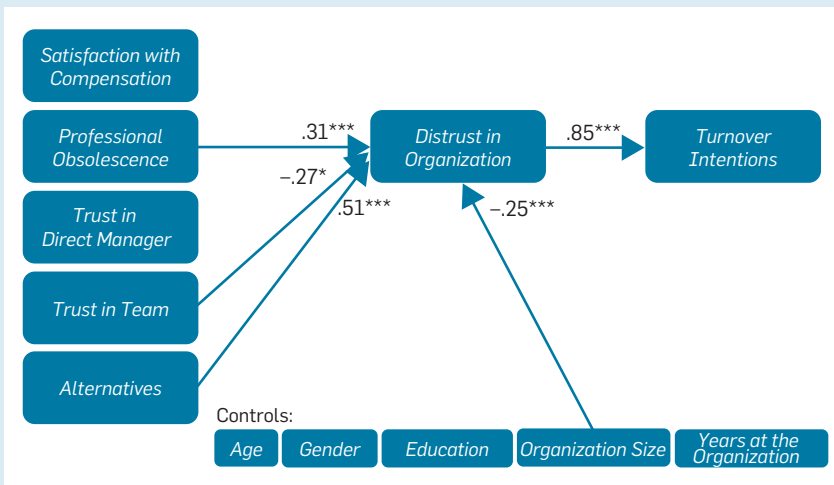 Satisfaction with
Compensation
Professional
Obsolescence
Trust in
Direct Manager
Trust in Team
Alternatives
.31***
–.27*
.51***
Distrust in
Organization
.85***
Turnover
Intentions
–.25***
Controls:
Age
Gender
Education
Organization Size
Years at the
Organization